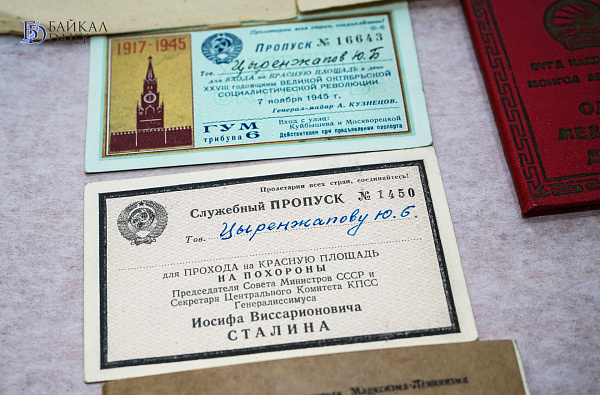 БАЙКАЛ
DAILY
Пролетарии всех стран, соединяйтесь!
1917-1945
ПРОПУСК № 16643
Тов. Цыренжапов Ю. Б
для ВХОДА на КРАСНУЮ ПЛОЩАДЬ в день
XXVIII годовщины ВЕЛИКОЙ ОКТЯБРЬСКОЙ
СОЦИАЛИСТИЧЕСКОЙ РЕВОЛЮЦИИ
7 ноября 1945 г.
Генерал-майор А. КУЗНЕЦОВ.
ГУМ
трибуна 6
Вход с улиц:
Куйбышева и Москворецкой
Действителен при предъявлении паспорта
Пролетарии всех стран, соединяйтесь!
Служебный ПРОПУСК № 1450
Тов. Цыренжапову Ю. Б.
для ПРОХОДА на КРАСНУЮ ПЛОЩАДЬ
НА ПОХОРОНЫ
Председателя Совета Министров СССР и
Секретаря Центрального Комитета КПСС
Генералиссимуса
Иосифа Виссарионовича
СТАЛИНА
Марксизма-Ленинизма